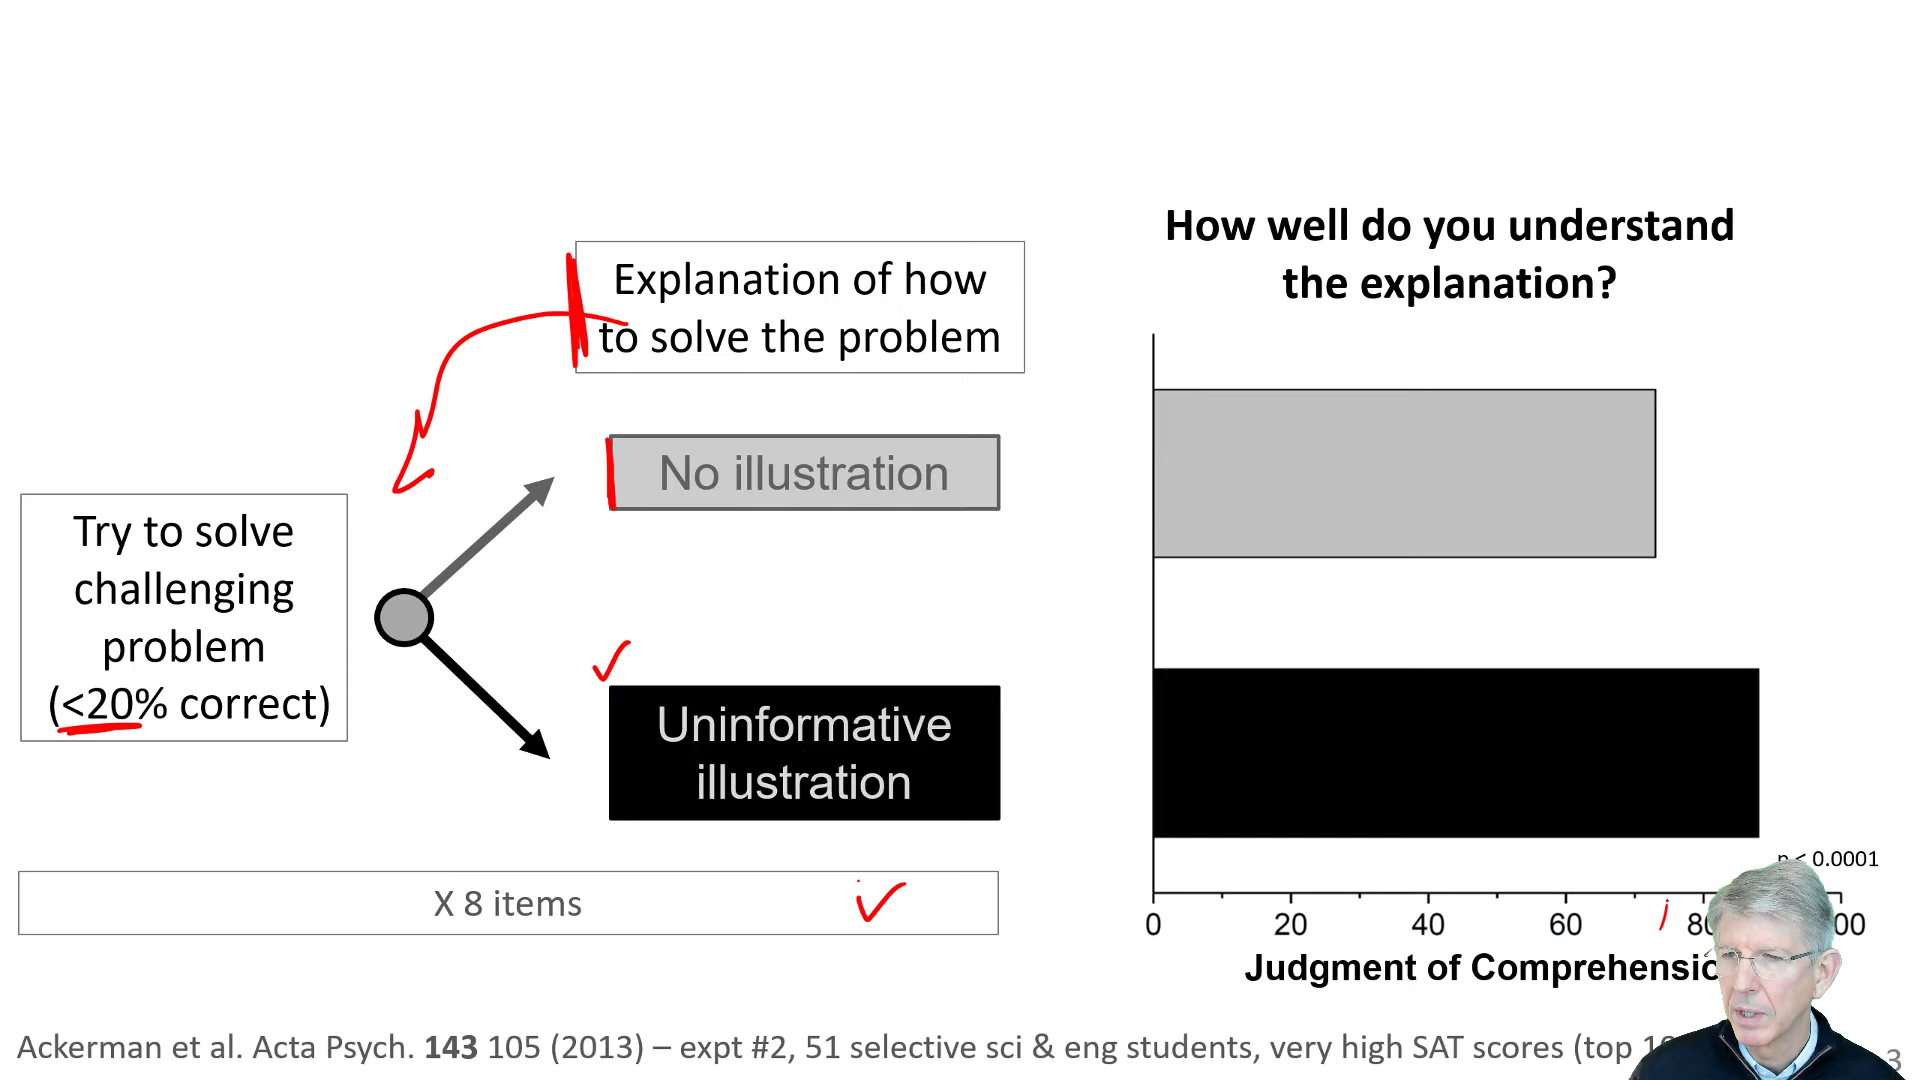 How well do you understand
the explanation?
Explanation of how
to solve the problem
No illustration
Try to solve
challenging
problem
(<20% correct)
Uninformative
illustration
X 8 items
< 0.0001
0 20 40 60
Judgment of
Ackerman et al. Acta Psych. 143 105 (2013) – expt #2, 51 selective sci & eng students, very high SAT scores (top
3